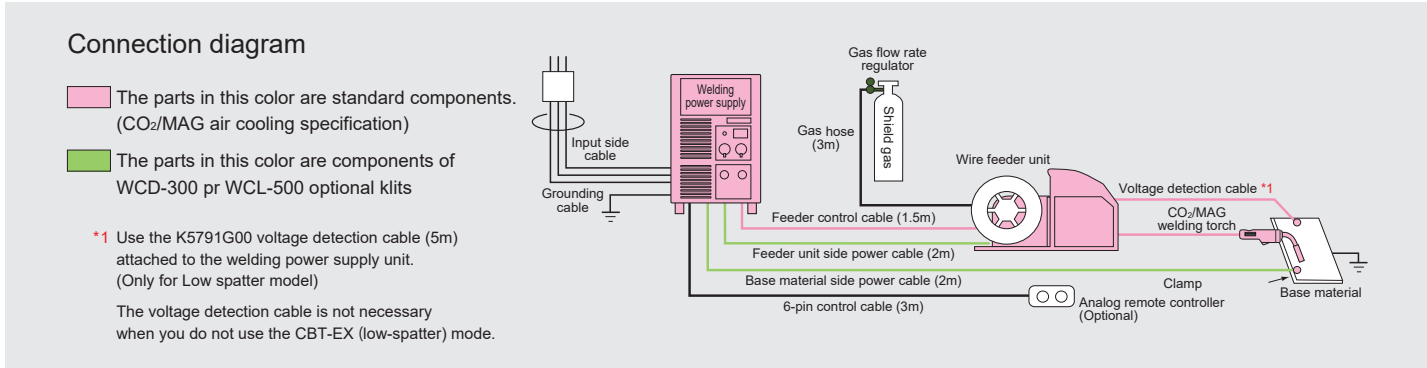 Connection diagram
The parts in this color are standard components.
(CO₂/MAG air cooling specification)
The parts in this color are components of
WCD-300 pr WCL-500 optional klits
*1 Use the K5791G00 voltage detection cable (5m)
attached to the welding power supply unit.
(Only for Low spatter model)
The voltage detection cable is not necessary
when you do not use the CBT-EX (low-spatter) mode.
Input side
cable
Grounding
cable
Welding
power supply
Gas flow rate
regulator
Gas hose
(3m)
Shield gas
Wire feeder unit
Voltage detection cable *1
CO₂/MAG
welding torch
Feeder control cable (1.5m)
Feeder unit side power cable (2m)
Base material side power cable (2m)
6-pin control cable (3m)
Clamp
Base material
Analog remote controller
(Optional)